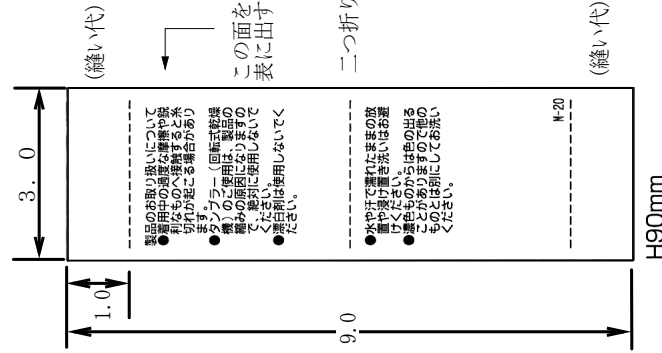 (縫い代)
この面を
表に出す
二つ折り
(縫い代)
3.0
1.0
9.0
製品のお取り扱いについて
●着用中の過度な摩擦や鋭
利なものへ接触すると糸
切れが起こる場合があり
ます。
●タンブラー(回転式乾燥
機)のご使用は、製品の
縮みの原因になりますの
で、絶対に使用しないで
ください。
●漂白剤は使用しないでく
ださい。
●水や汗で濡れたままの放
置や浸け置き洗いはお避
けください。
●濃色ものからは色の出る
ことがありますので他の
ものとは別にしてお洗い
ください。
N-20
H90mm